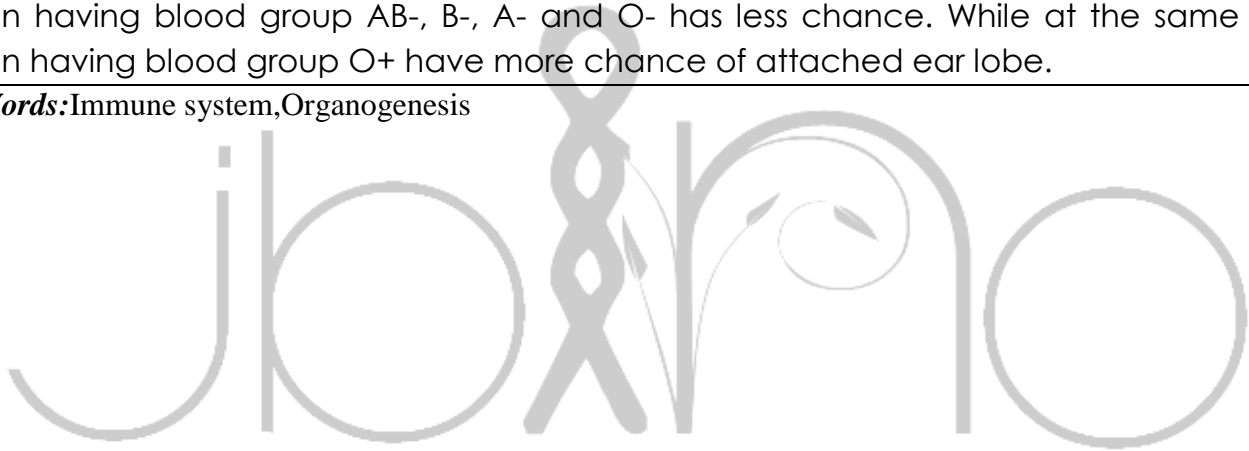 n having blood group AB-, B-, A- and O- has less chance. While at the same
n having blood group O+ have more chance of attached ear lobe.
ords:Immune system,Organogenesis
jbino